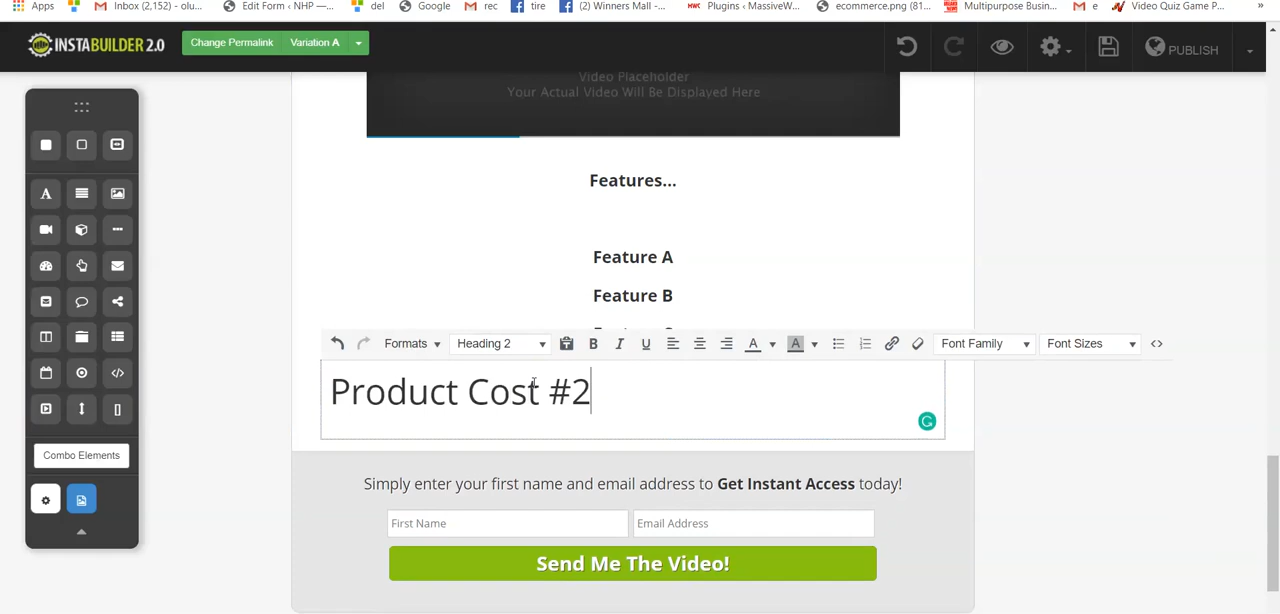 Apps Inbox (2,152) - olu... Edit Form ‹ NHP —... del Google rec tire (2) Winners Mall -... HWC Plugins ‹ MassiveW... ecommerce.png (81... Multipurpose Busin... e Video Quiz Game P... »
INSTABUILDER 2.0 Change Permalink Variation A PUBLISH
Video Placeholder
Your Actual Video Will Be Displayed Here
Features...
Feature A
Feature B
Formats Heading 2 B I U A A Font Family Font Sizes <>
Product Cost #2
Combo Elements
Simply enter your first name and email address to Get Instant Access today!
First Name Email Address
Send Me The Video!